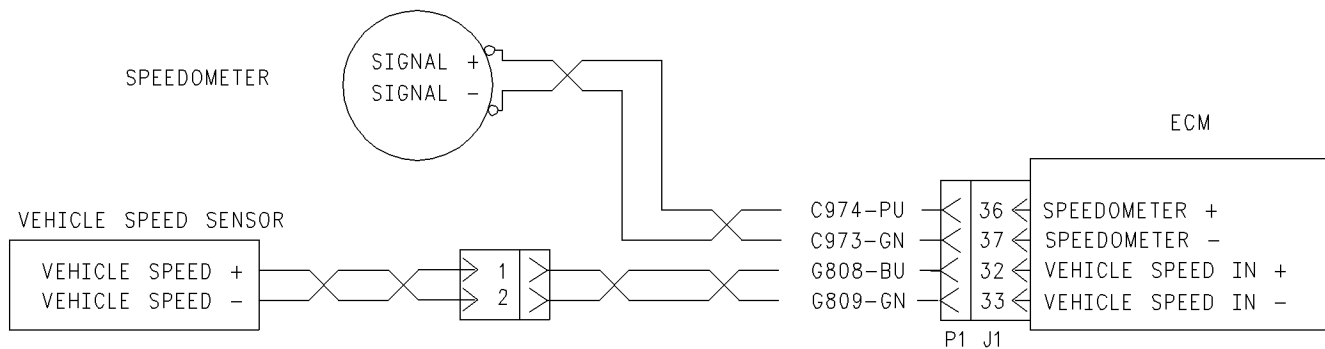 SPEEDOMETER
SIGNAL +
SIGNAL -
ECM
VEHICLE SPEED SENSOR
VEHICLE SPEED +
VEHICLE SPEED -
1
2
C974-PU 36 SPEEDOMETER +
C973-GN 37 SPEEDOMETER -
G808-BU 32 VEHICLE SPEED IN +
G809-GN 33 VEHICLE SPEED IN -
P1 J1